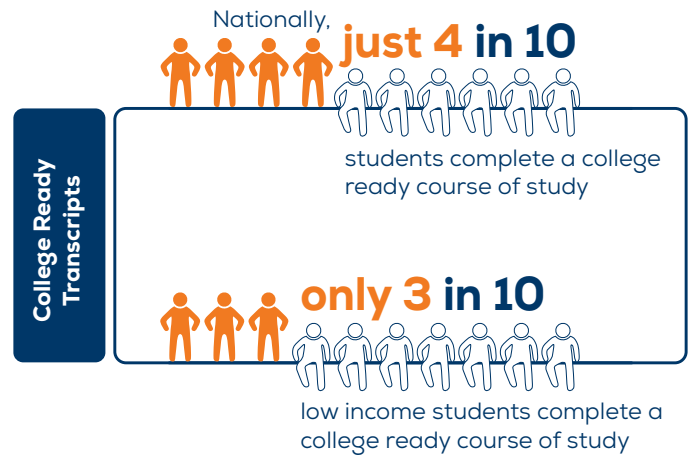 Nationally,
just 4 in 10
students complete a college
ready course of study
College Ready
Transcripts
only 3 in 10
low income students complete a
college ready course of study